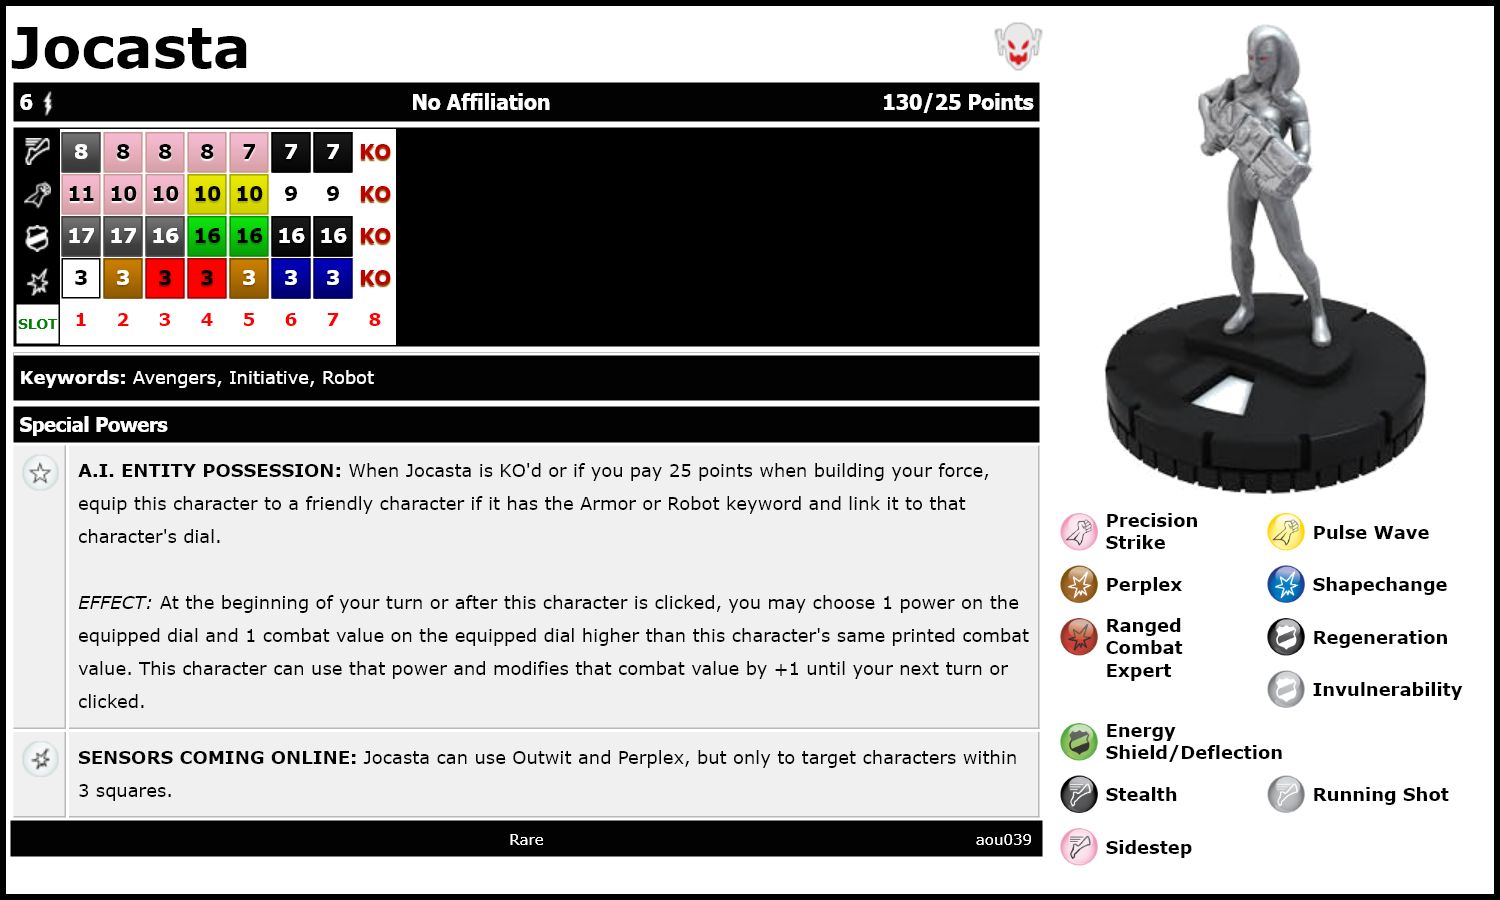 Jocasta
6 No Affiliation 130/25 Points
8 8 8 8 7 7 7 KO
11 10 10 10 10 9 9 KO
17 17 16 16 16 16 16 KO
3 3 3 3 3 3 3 KO
SLOT 1 2 3 4 5 6 7 8
Keywords: Avengers, Initiative, Robot
Special Powers
A.I. ENTITY POSSESSION: When Jocasta is KO'd or if you pay 25 points when building your force,
equip this character to a friendly character if it has the Armor or Robot keyword and link it to that
character's dial.
EFFECT: At the beginning of your turn or after this character is clicked, you may choose 1 power on the
equipped dial and 1 combat value on the equipped dial higher than this character's same printed combat
value. This character can use that power and modifies that combat value by +1 until your next turn or
clicked.
SENSORS COMING ONLINE: Jocasta can use Outwit and Perplex, but only to target characters within
3 squares.
Rare aou039
Precision
Strike
Pulse Wave
Perplex
Shapechange
Ranged
Combat
Expert
Regeneration
Invulnerability
Energy
Shield/Deflection
Stealth
Running Shot
Sidestep